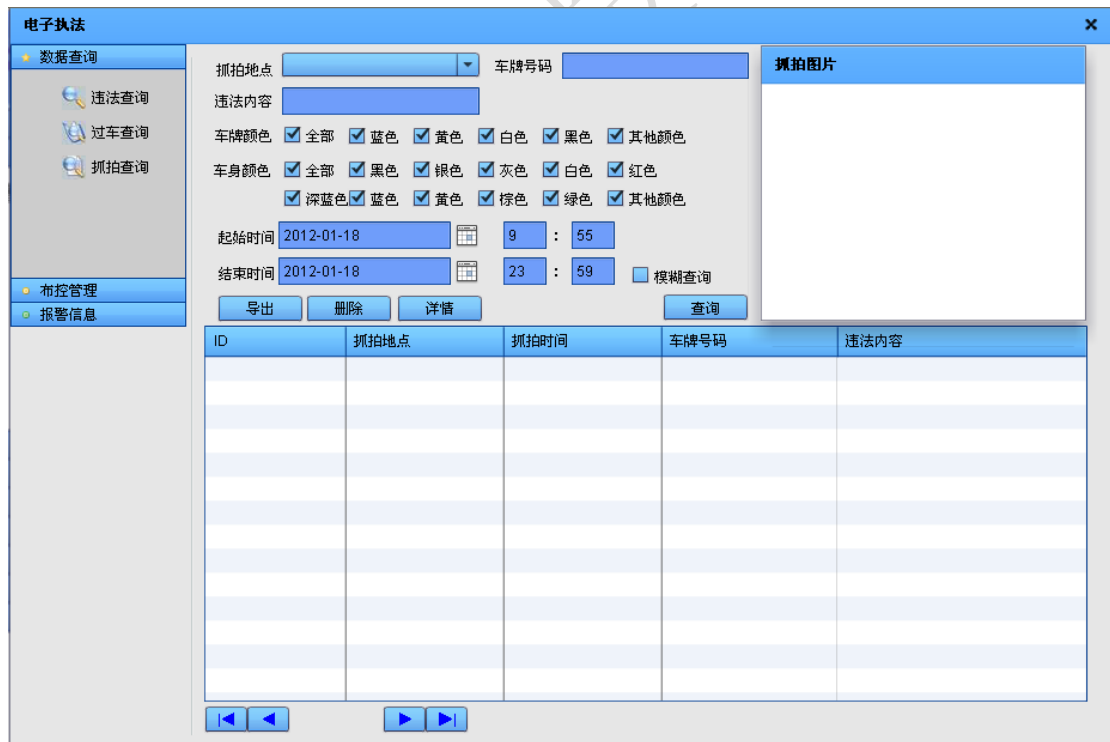 电子执法
数据查询
违法查询
过车查询
抓拍查询
布控管理
报警信息
抓拍地点 车牌号码
违法内容
车牌颜色 全部 蓝色 黄色 白色 黑色 其他颜色
车身颜色 全部 黑色 银色 灰色 白色 红色
深蓝色 蓝色 黄色 棕色 绿色 其他颜色
起始时间 2012-01-18 9 : 55
结束时间 2012-01-18 23 : 59 模糊查询
导出 删除 详情 查询
抓拍图片
ID 抓拍地点 抓拍时间 车牌号码 违法内容